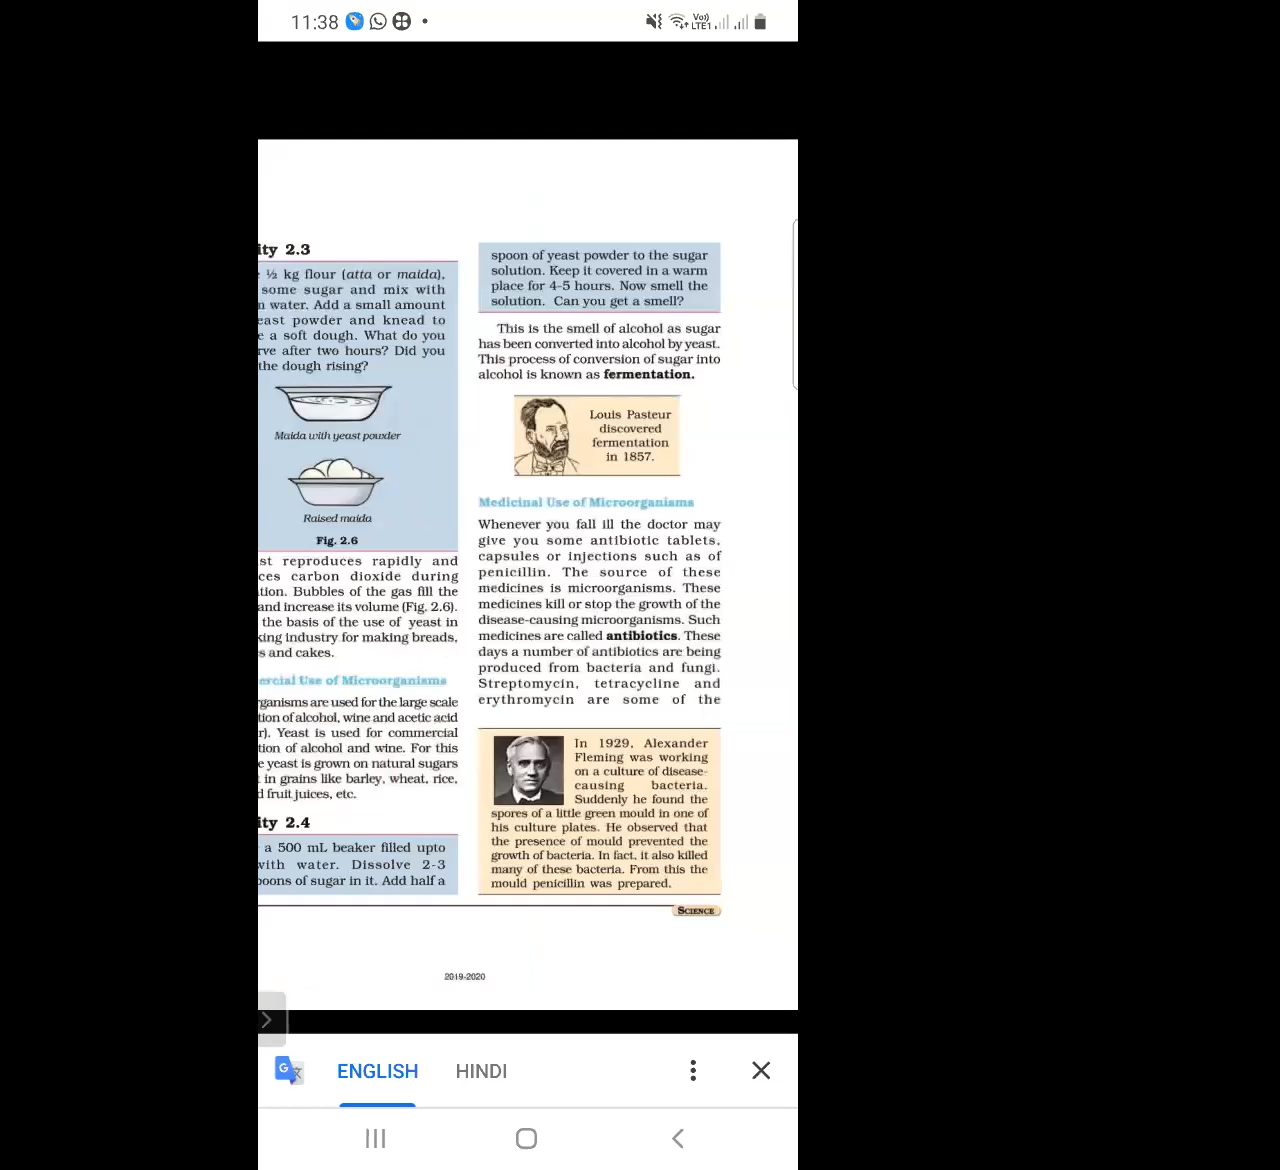 11:38
Vo))
LTE1
ity 2.3
½ kg flour (atta or maida),
some sugar and mix with
water. Add a small amount
east powder and knead to
e a soft dough. What do you
rve after two hours? Did you
the dough rising?
Maida with yeast powder
Raised maida
Fig. 2.6
st reproduces rapidly and
ces carbon dioxide during
tion. Bubbles of the gas fill the
and increase its volume (Fig. 2.6).
the basis of the use of yeast in
king industry for making breads,
s and cakes.
ercial Use of Microorganisms
rganisms are used for the large scale
tion of alcohol, wine and acetic acid
r). Yeast is used for commercial
tion of alcohol and wine. For this
e yeast is grown on natural sugars
t in grains like barley, wheat, rice,
d fruit juices, etc.
ity 2.4
a 500 mL beaker filled upto
with water. Dissolve 2-3
poons of sugar in it. Add half a
spoon of yeast powder to the sugar
solution. Keep it covered in a warm
place for 4-5 hours. Now smell the
solution. Can you get a smell?
This is the smell of alcohol as sugar
has been converted into alcohol by yeast.
This process of conversion of sugar into
alcohol is known as fermentation.
Louis Pasteur
discovered
fermentation
in 1857.
Medicinal Use of Microorganisms
Whenever you fall ill the doctor may
give you some antibiotic tablets,
capsules or injections such as of
penicillin. The source of these
medicines is microorganisms. These
medicines kill or stop the growth of the
disease-causing microorganisms. Such
medicines are called antibiotics. These
days a number of antibiotics are being
produced from bacteria and fungi.
Streptomycin, tetracycline and
erythromycin are some of the
In 1929, Alexander
Fleming was working
on a culture of disease-
causing bacteria.
Suddenly he found the
spores of a little green mould in one of
his culture plates. He observed that
the presence of mould prevented the
growth of bacteria. In fact, it also killed
many of these bacteria. From this the
mould penicillin was prepared.
SCIENCE
2019-2020
ENGLISH HINDI